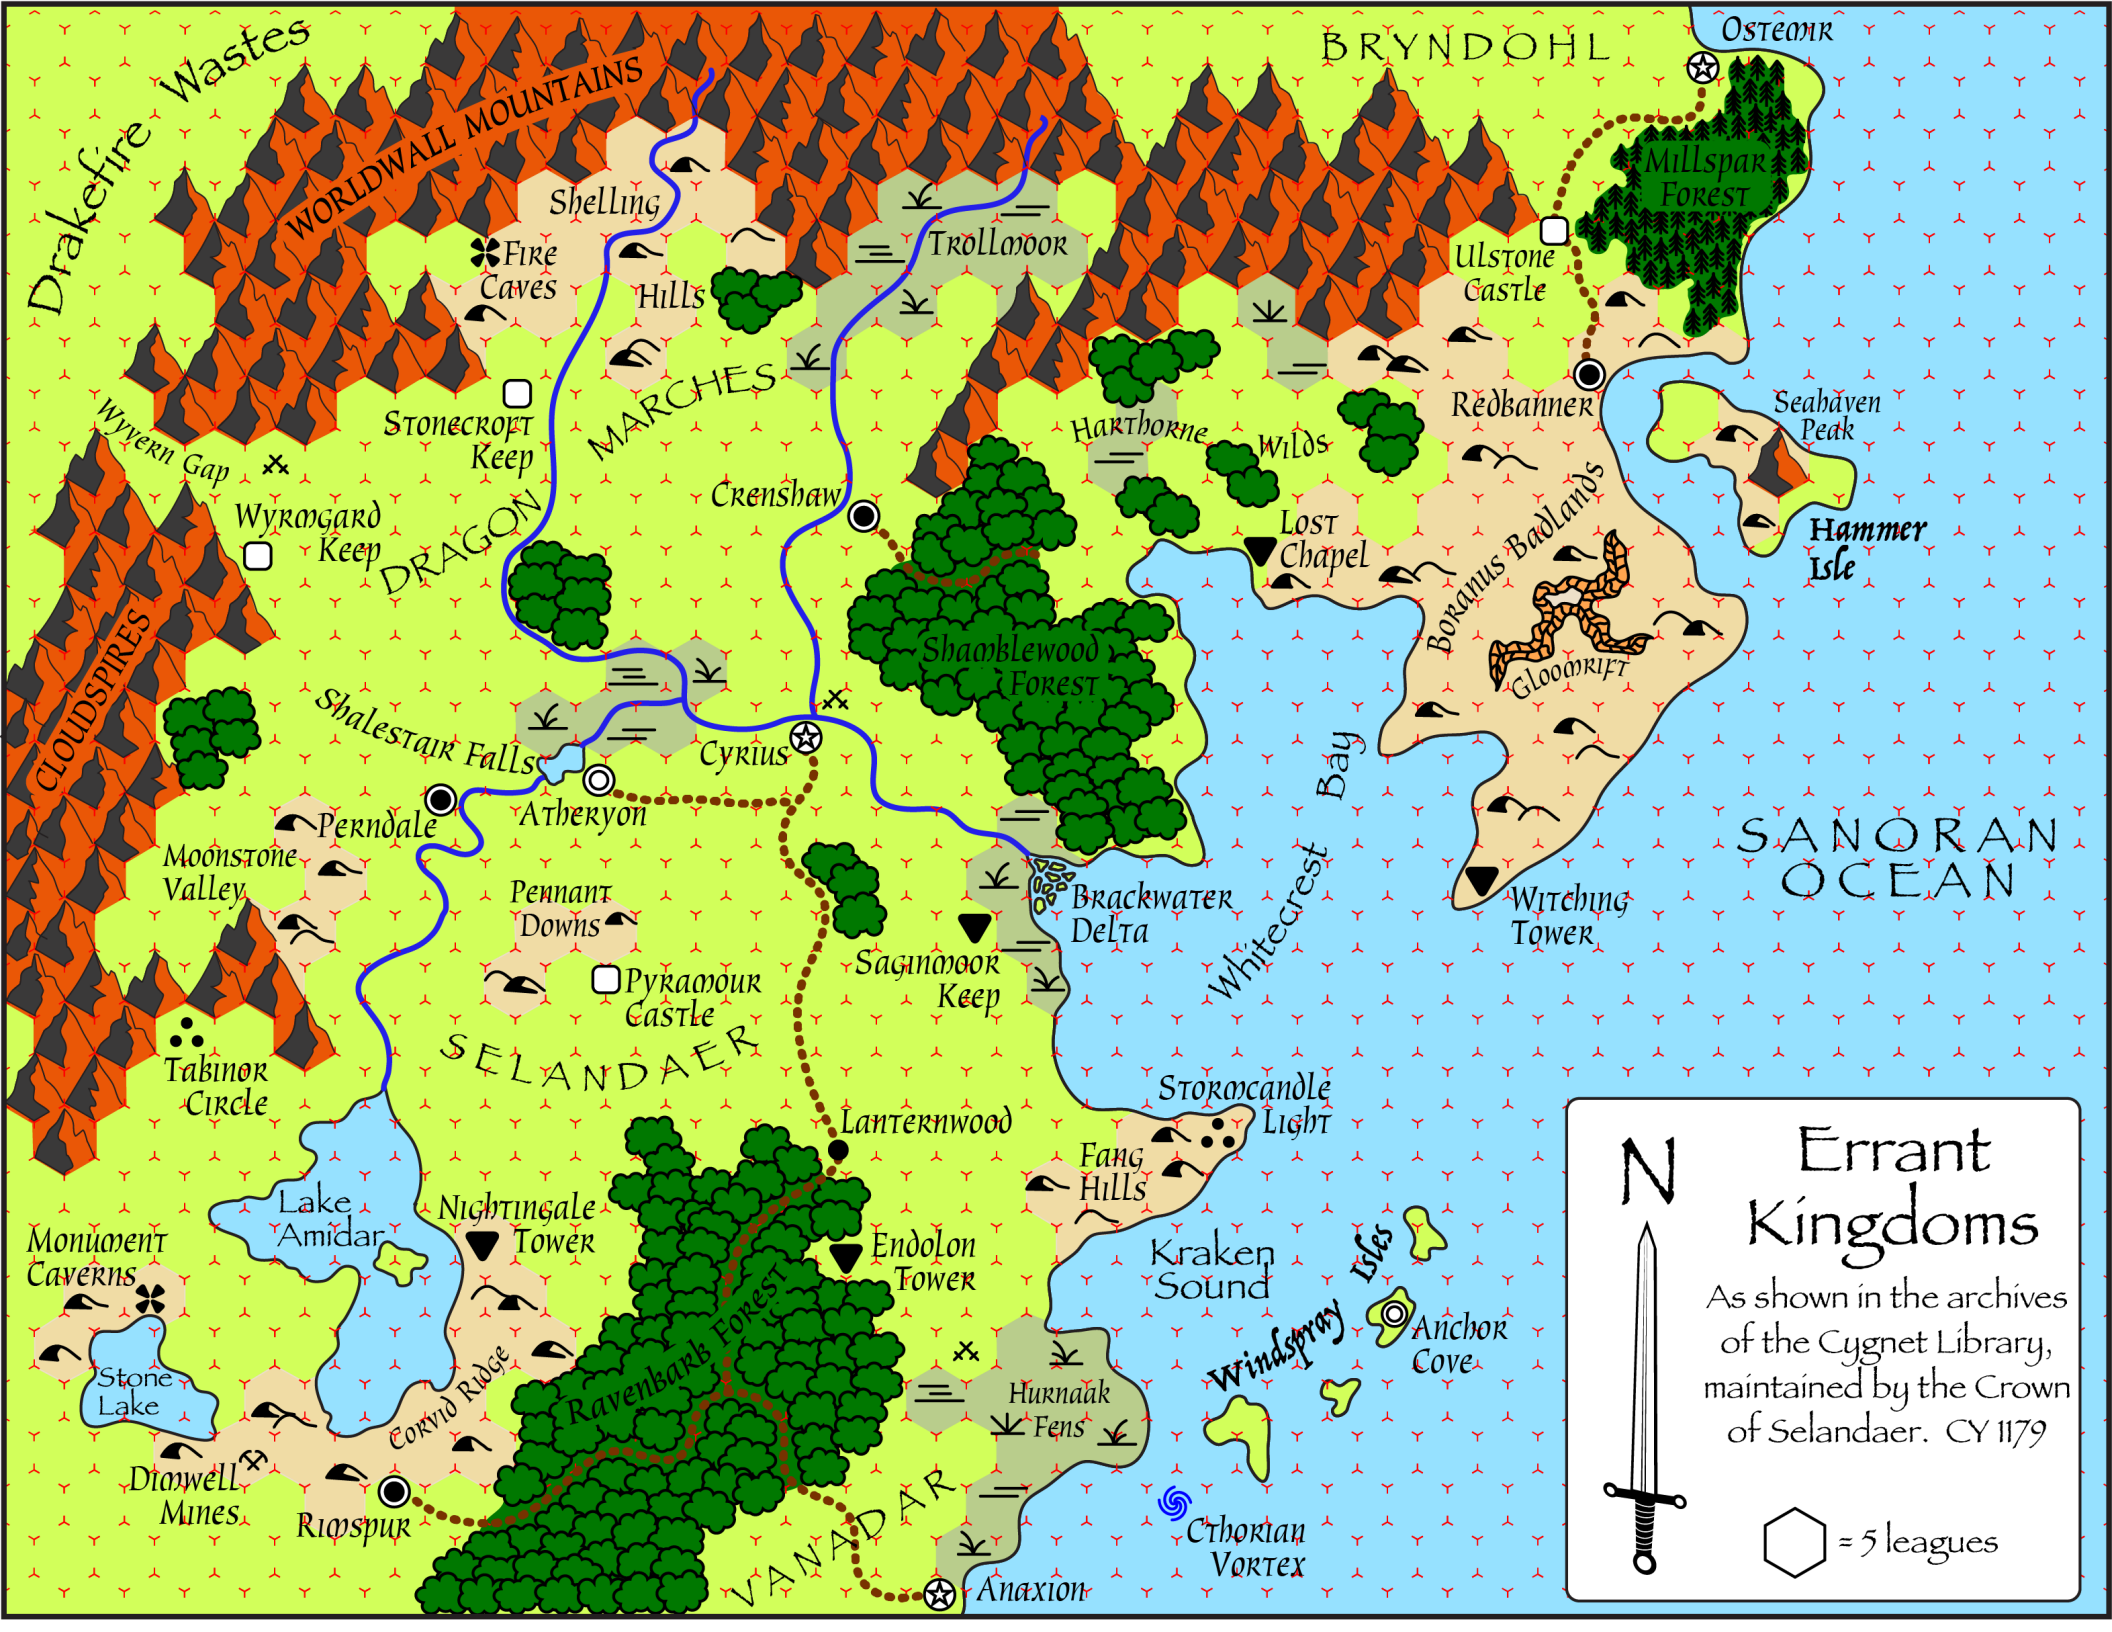 Drakefire
Wastes
WORLDWALL MOUNTAINS
BRYNDOHL
Ostemir
Millspar
Forest
Shelling
Hills
Fire
Caves
Trollmoor
Ulstone
Castle
Stonecroft
Keep
DRAGON
MARCHES
Wyvern Gap
Wyrmgard
Keep
Crenshaw
Harthorne
Wilds
Redbanner
Seahaven
Peak
Hammer
Isle
Lost
Chapel
Boranus Badlands
Gloomrift
CLOUDSPIRES
Shamblewood
Forest
Shalestair Falls
Cyrius
Atheryon
Perndale
Moonstone
Valley
Pennant
Downs
Pyramour
Castle
Saginmoor
Keep
Brackwater
Delta
Whitecrest
Bay
Witching
Tower
SANORAN
OCEAN
Tabinor
Circle
SELANDAER
Lanternwood
Stormcandle
Light
Fang
Hills
Lake
Amidar
Nightingale
Tower
Monument
Caverns
Stone
Lake
Endolon
Tower
Ravenbark Forest
Corvid Ridge
Kraken
Sound
Windspray
Isles
Anchor
Cove
Hurnaak
Fens
Dimwell
Mines
Rimspur
VANADAR
Cthorian
Vortex
Anaxion
N
Errant
Kingdoms
As shown in the archives
of the Cygnet Library,
maintained by the Crown
of Selandaer. CY 1179
= 5 leagues